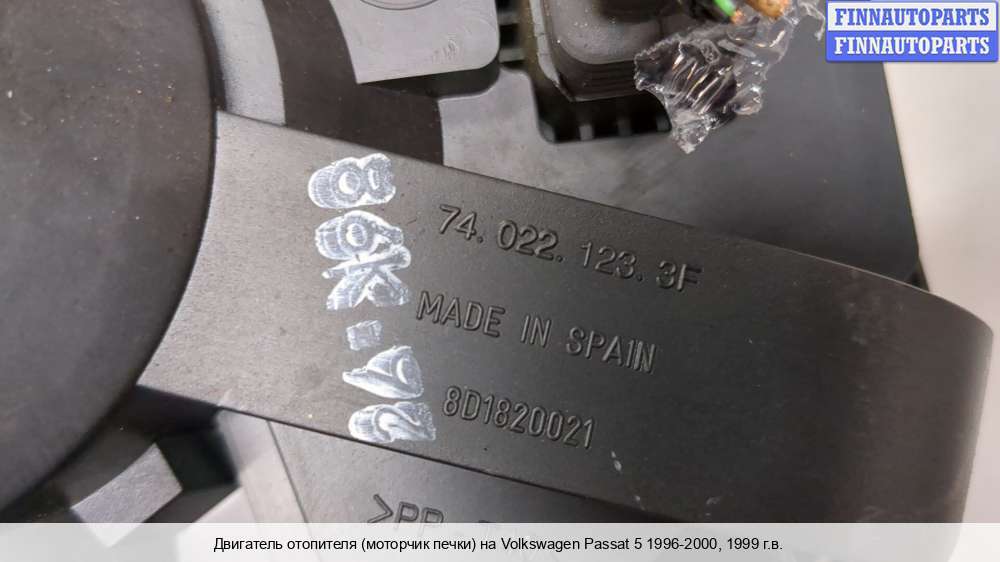 FINNAUTOPARTS
FINNAUTOPARTS
74. 022. 123. 3F
MADE IN SPAIN
8D1820021
>PP
Двигатель отопителя (моторчик печки) на Volkswagen Passat 5 1996-2000, 1999 г.в.